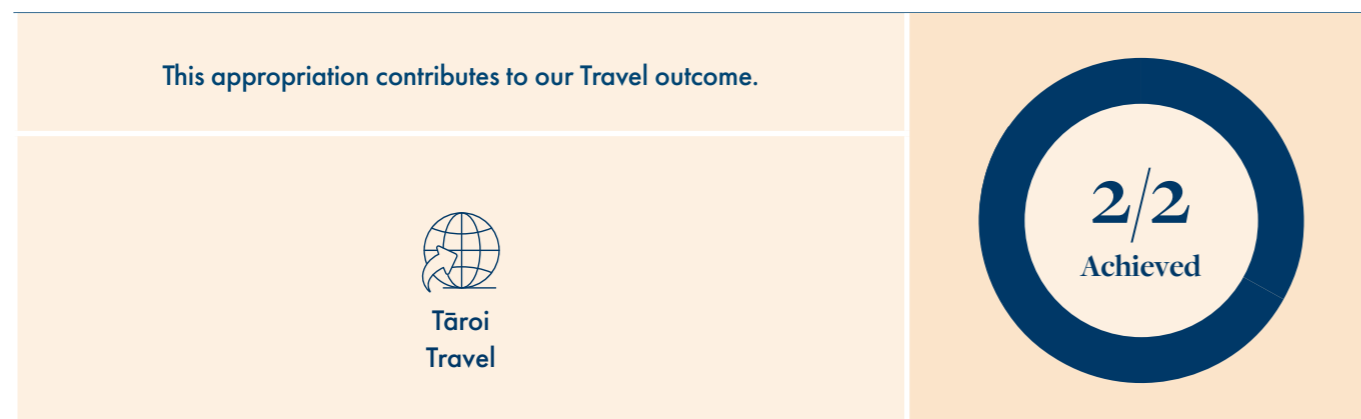 This appropriation contributes to our Travel outcome.
Tāroi
Travel
2/2
Achieved